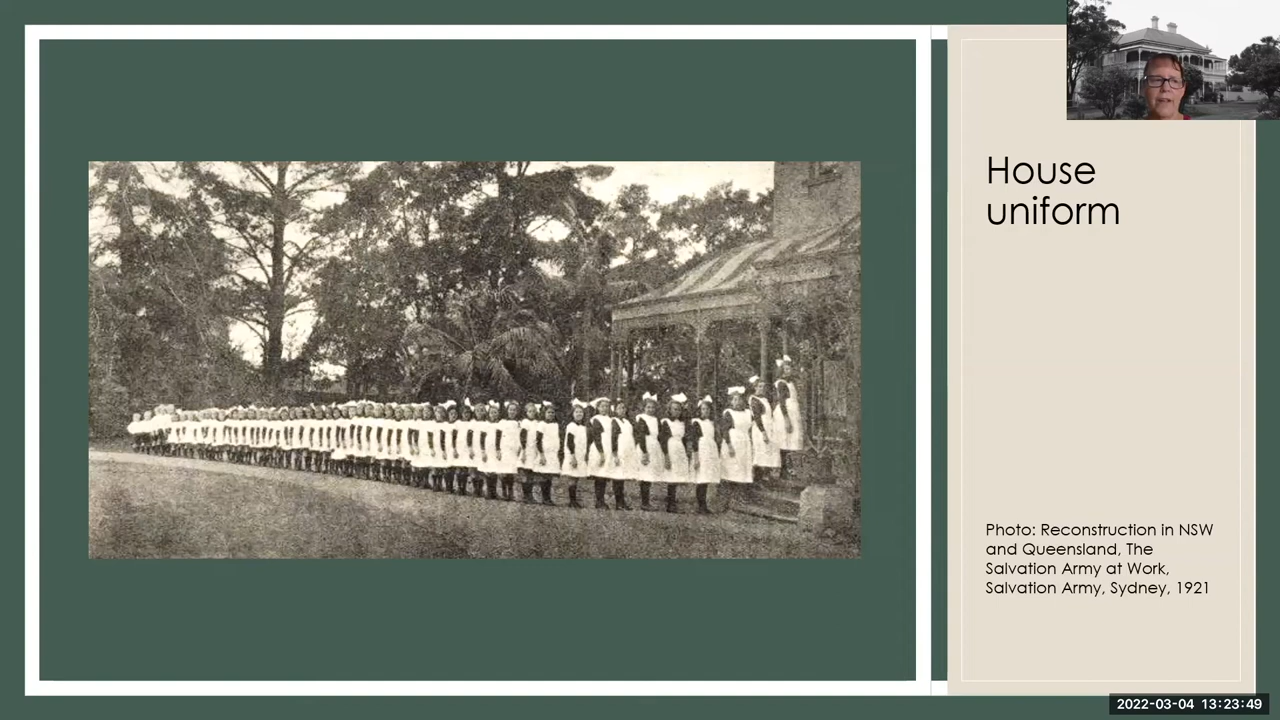 House
uniform
Photo: Reconstruction in NSW
and Queensland, The
Salvation Army at Work,
Salvation Army, Sydney, 1921
2022-03-04 13:23:49